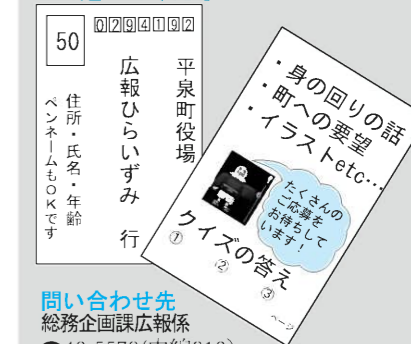 50
0294192
平泉町役場
広報ひらいずみ 行
住所・氏名・年齢
ペンネームもOKです
・身の回りの話
・町への要望
・イラストetc…
たくさんの
ご応募を
お待ちして
います！
クイズの答え
① ② ③
ページ
問い合わせ先
総務企画課広報係